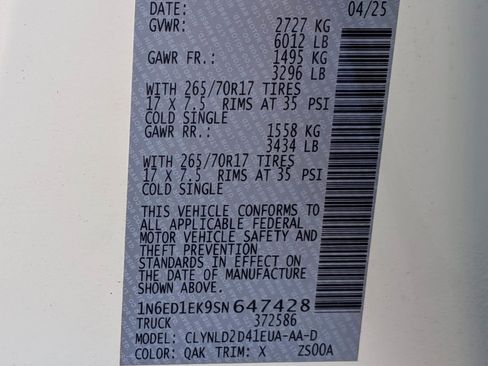 DATE: 04/25
GVWR: 2727 KG
6012 LB
GAWR FR.: 1495 KG
3296 LB
WITH 265/70R17 TIRES
17 X 7.5 RIMS AT 35 PSI
COLD SINGLE
GAWR RR.: 1558 KG
3434 LB
WITH 265/70R17 TIRES
17 X 7.5 RIMS AT 35 PSI
COLD SINGLE
THIS VEHICLE CONFORMS TO
ALL APPLICABLE FEDERAL
MOTOR VEHICLE SAFETY AND
THEFT PREVENTION
STANDARDS IN EFFECT ON
THE DATE OF MANUFACTURE
SHOWN ABOVE.
1N6ED1EK9SN647428
TRUCK 372586
MODEL: CLYNLD2D41EUA-AA-D
COLOR: QAK TRIM: X ZS00A